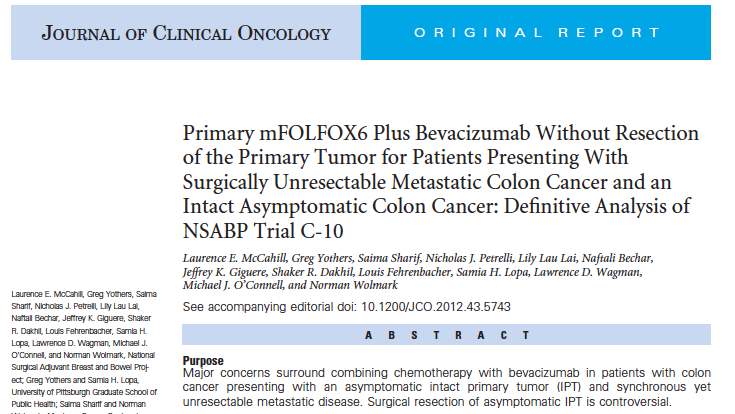 JOURNAL OF CLINICAL ONCOLOGY
ORIGINAL REPORT
Primary mFOLFOX6 Plus Bevacizumab Without Resection
of the Primary Tumor for Patients Presenting With
Surgically Unresectable Metastatic Colon Cancer and an
Intact Asymptomatic Colon Cancer: Definitive Analysis of
NSABP Trial C-10
Laurence E. McCahill, Greg Yothers, Saima Sharif, Nicholas J. Petrelli, Lily Lau Lai, Naftali Bechar,
Jeffrey K. Giguere, Shaker R. Dakhil, Louis Fehrenbacher, Samia H. Lopa, Lawrence D. Wagman,
Michael J. O'Connell, and Norman Wolmark
See accompanying editorial doi: 10.1200/JCO.2012.43.5743
Laurence E. McCahill, Greg Yothers, Saima
Sharif, Nicholas J. Petrelli, Lily Lau Lai,
Naftali Bechar, Jeffrey K. Giguere, Shaker
R. Dakhil, Louis Fehrenbacher, Samia H.
Lopa, Lawrence D. Wagman, Michael J.
O'Connell, and Norman Wolmark, National
Surgical Adjuvant Breast and Bowel Proj-
ect; Greg Yothers and Samia H. Lopa,
University of Pittsburgh Graduate School of
Public Health; Saima Sharif and Norman
ABSTRACT
Purpose
Major concerns surround combining chemotherapy with bevacizumab in patients with colon
cancer presenting with an asymptomatic intact primary tumor (IPT) and synchronous yet
unresectable metastatic disease. Surgical resection of asymptomatic IPT is controversial.